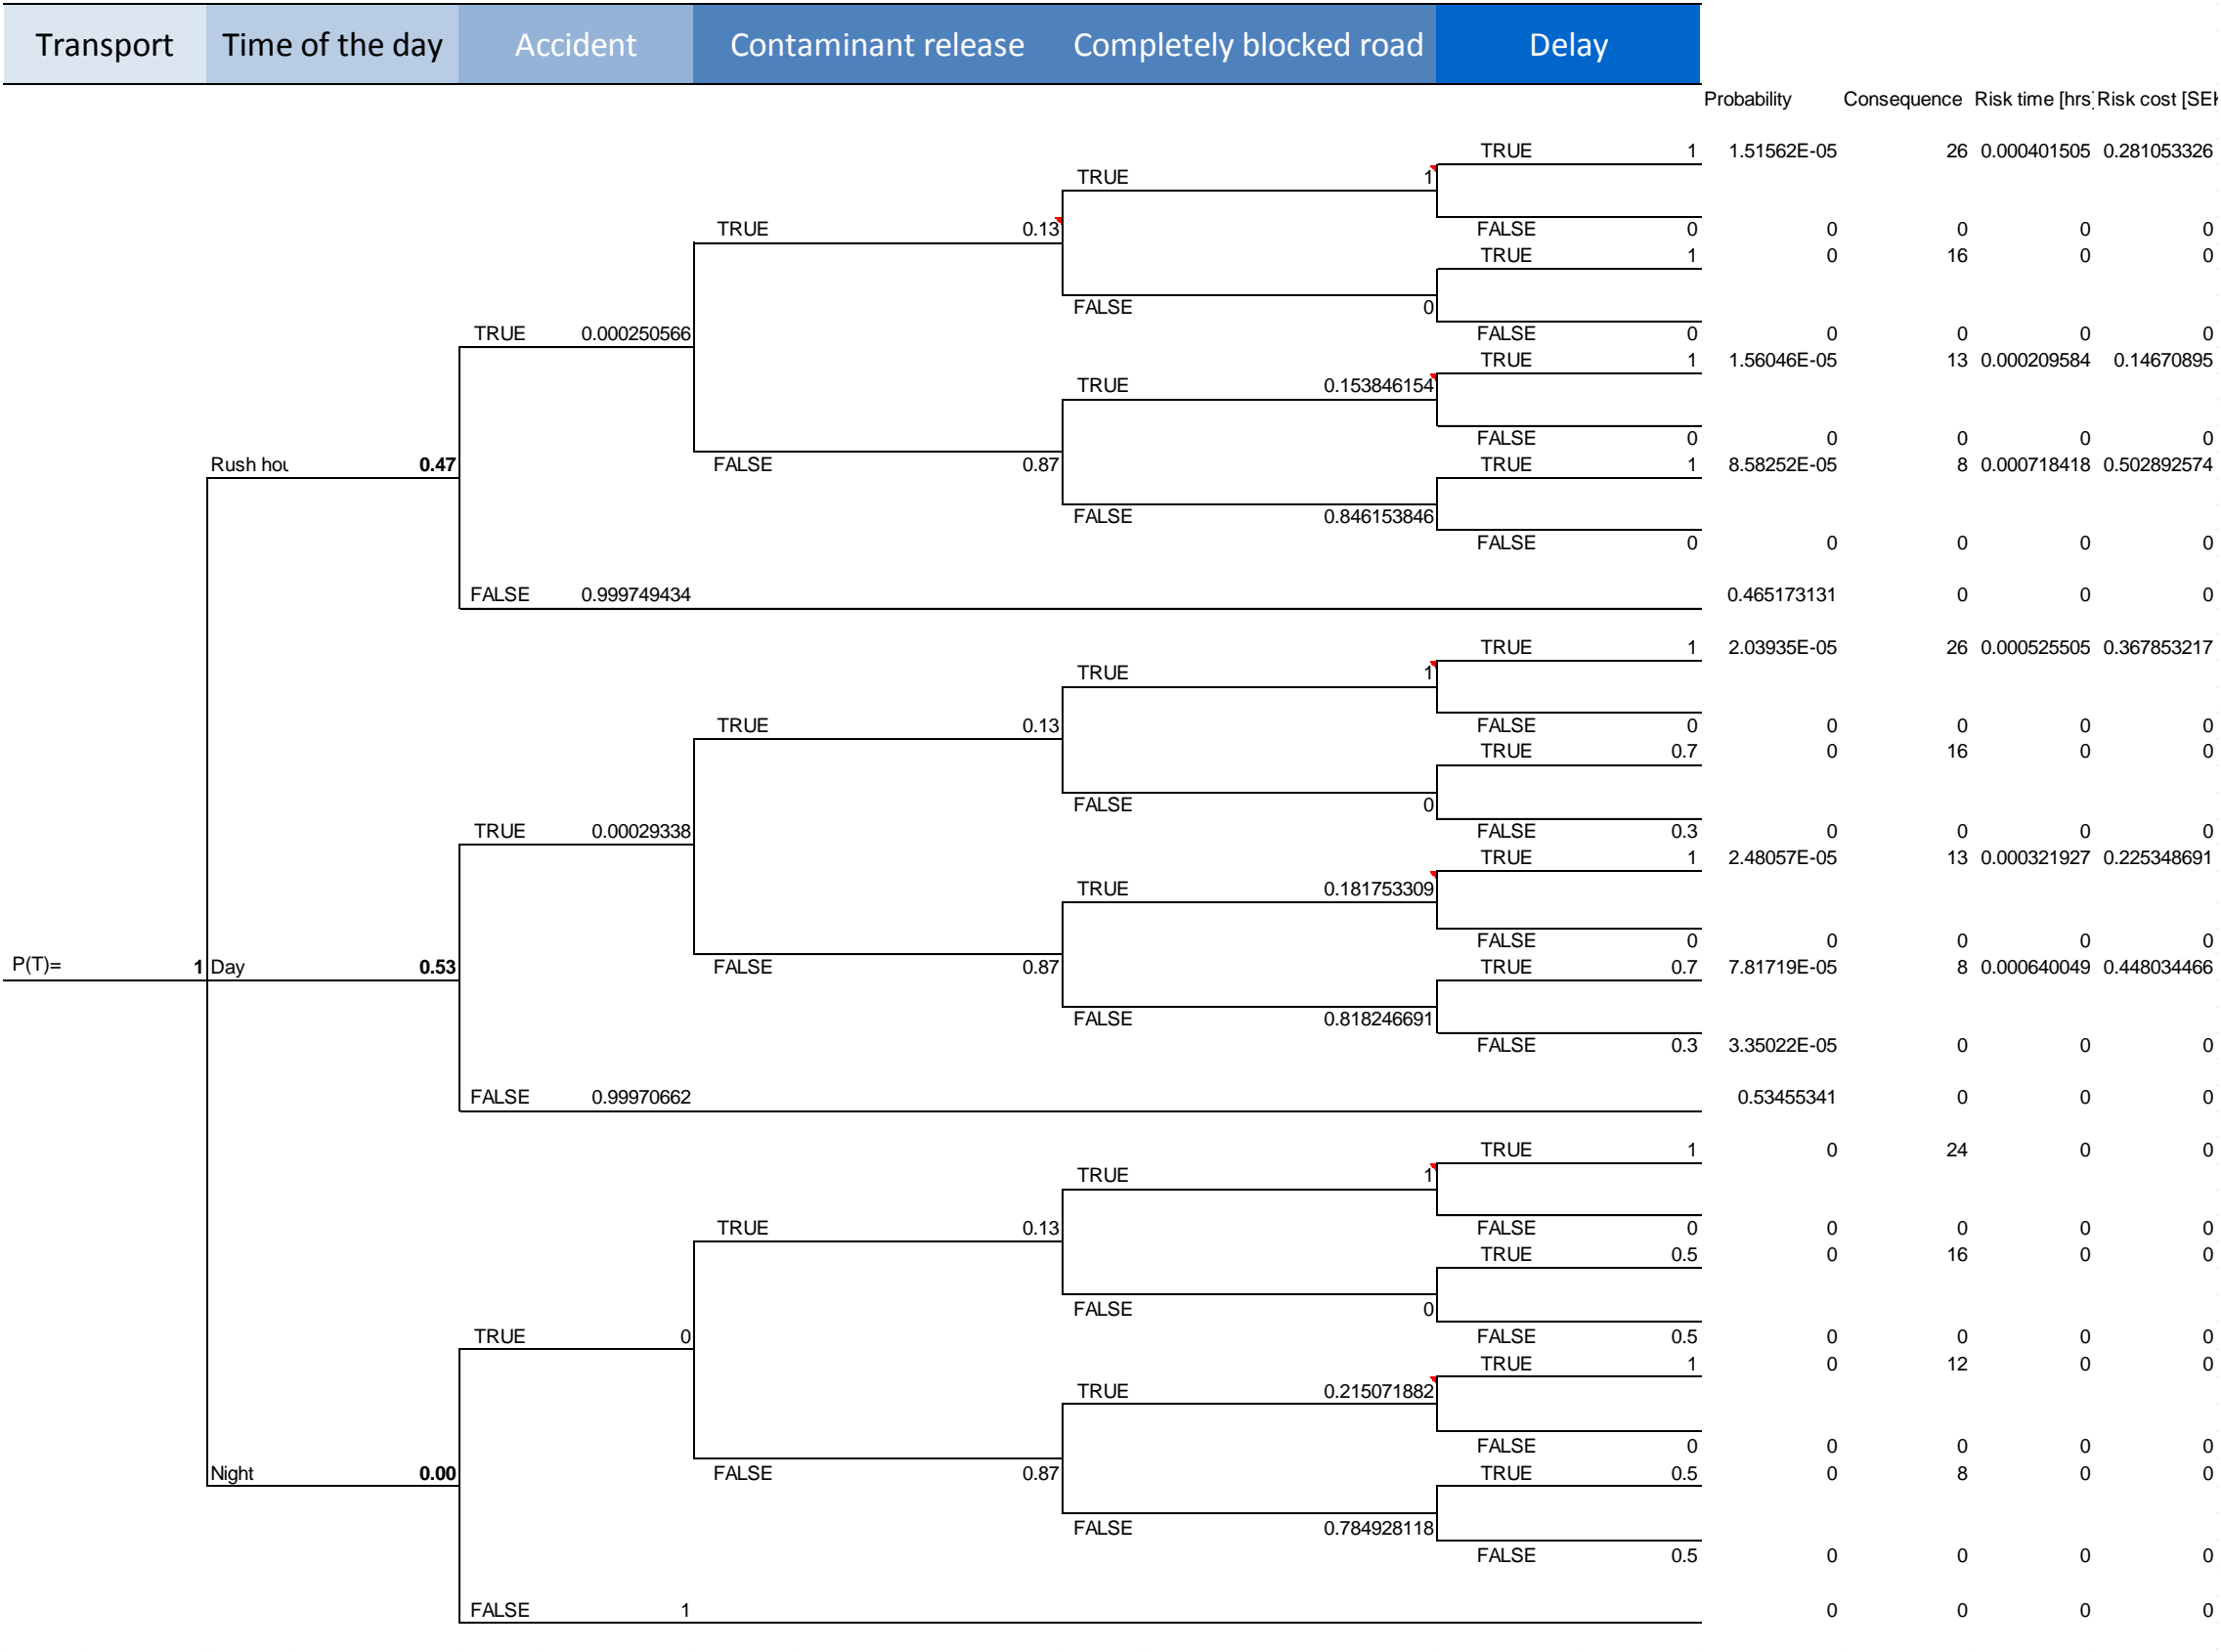 Transport Time of the day Accident Contaminant release Completely blocked road Delay
Probability Consequence Risk time [hrs] Risk cost [SEK
TRUE 1 1.51562E-05 26 0.000401505 0.281053326
TRUE 1
TRUE 0.13 FALSE 0 0 0 0 0
TRUE 1 0 16 0 0
FALSE 0
TRUE 0.000250566 FALSE 0 0 0 0 0
TRUE 1 1.56046E-05 13 0.000209584 0.14670895
TRUE 0.153846154
FALSE 0 0 0 0 0
Rush hou 0.47 FALSE 0.87 TRUE 1 8.58252E-05 8 0.000718418 0.502892574
FALSE 0.846153846
FALSE 0 0 0 0 0
FALSE 0.999749434 0.465173131 0 0 0
TRUE 1 2.03935E-05 26 0.000525505 0.367853217
TRUE 1
TRUE 0.13 FALSE 0 0 0 0 0
TRUE 0.7 0 16 0 0
FALSE 0
TRUE 0.00029338 FALSE 0.3 0 0 0 0
TRUE 1 2.48057E-05 13 0.000321927 0.225348691
TRUE 0.181753309
FALSE 0 0 0 0 0
P(T)= 1 Day 0.53 FALSE 0.87 TRUE 0.7 7.81719E-05 8 0.000640049 0.448034466
FALSE 0.818246691
FALSE 0.3 3.35022E-05 0 0 0
FALSE 0.99970662 0.53455341 0 0 0
TRUE 1 0 24 0 0
TRUE 1
TRUE 0.13 FALSE 0 0 0 0 0
TRUE 0.5 0 16 0 0
FALSE 0
TRUE 0 FALSE 0.5 0 0 0 0
TRUE 1 0 12 0 0
TRUE 0.215071882
FALSE 0 0 0 0 0
Night 0.00 FALSE 0.87 TRUE 0.5 0 8 0 0
FALSE 0.784928118
FALSE 0.5 0 0 0 0
FALSE 1 0 0 0 0